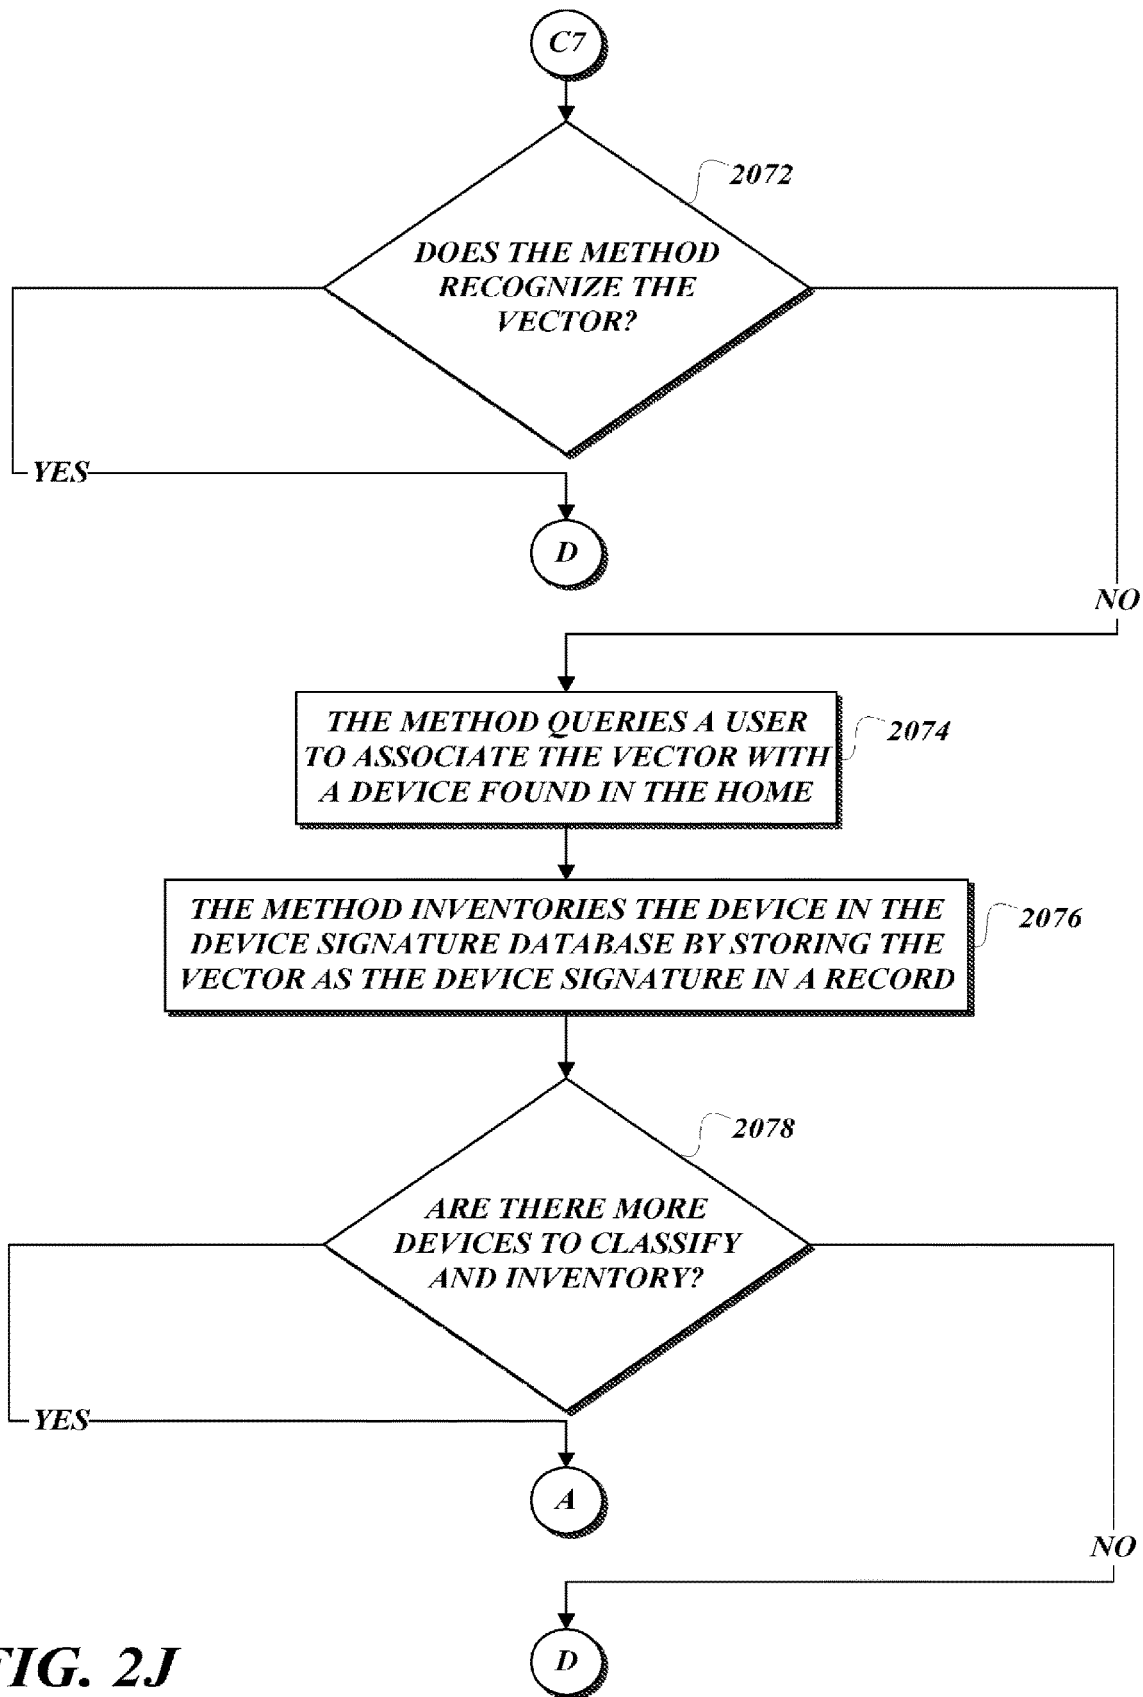 C7
2072
DOES THE METHOD
RECOGNIZE THE
VECTOR?
YES
D
NO
THE METHOD QUERIES A USER
TO ASSOCIATE THE VECTOR WITH
A DEVICE FOUND IN THE HOME
2074
THE METHOD INVENTORIES THE DEVICE IN THE
DEVICE SIGNATURE DATABASE BY STORING THE
VECTOR AS THE DEVICE SIGNATURE IN A RECORD
2076
2078
ARE THERE MORE
DEVICES TO CLASSIFY
AND INVENTORY?
YES
A
NO
D
FIG. 2J